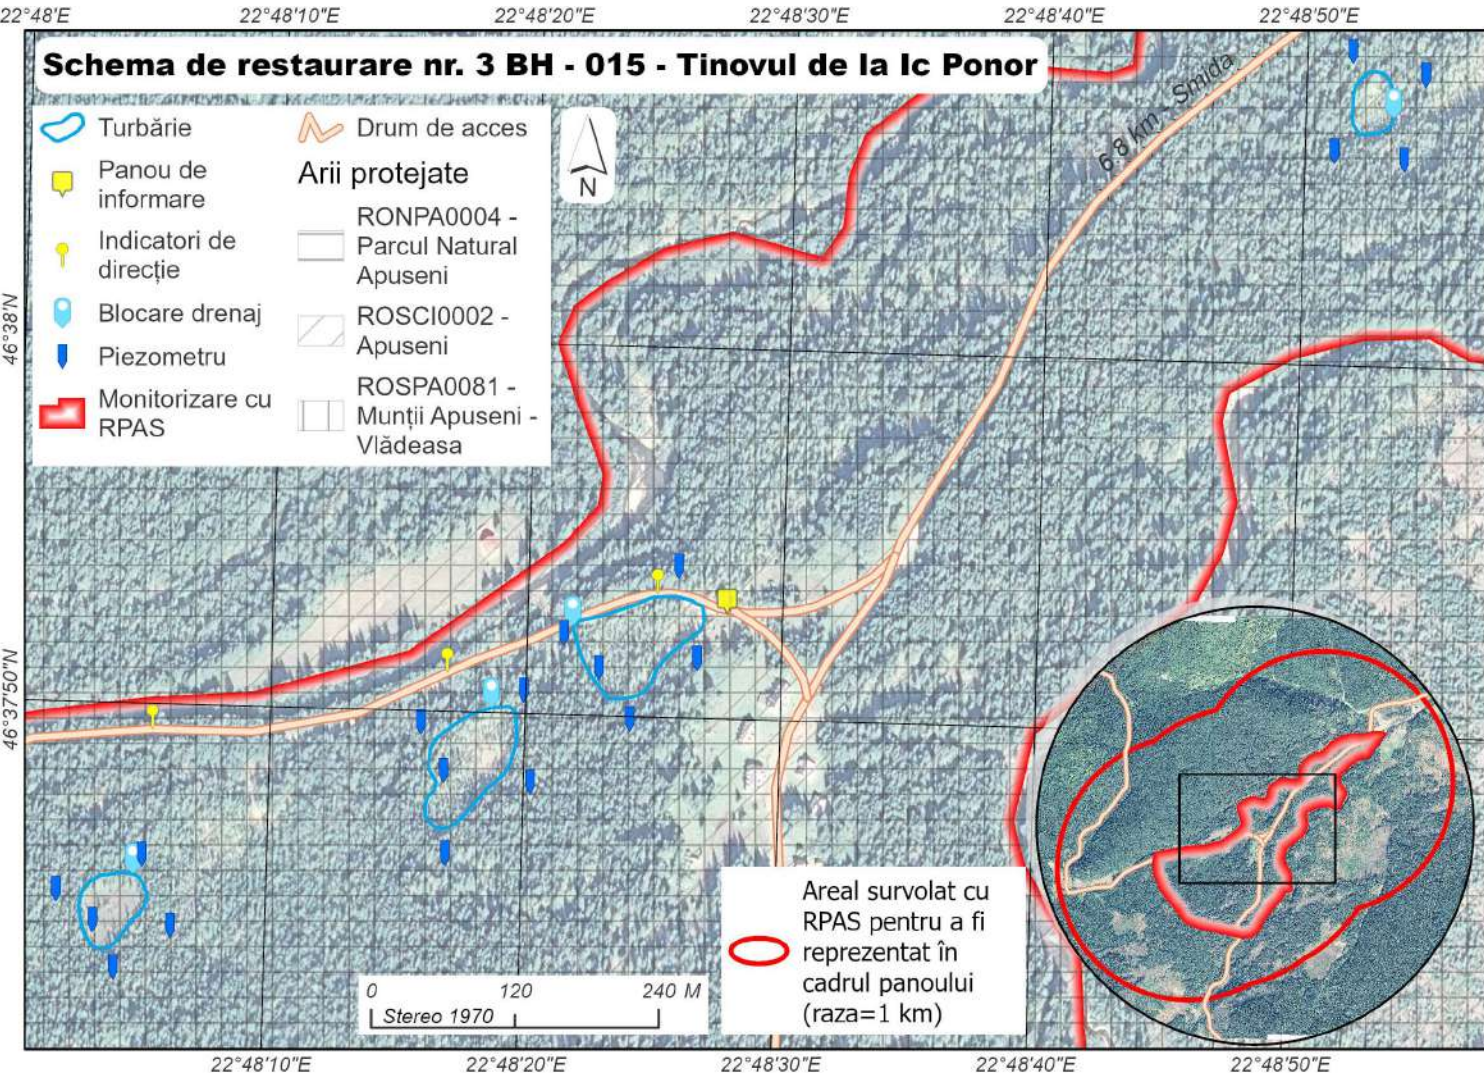 22°48'E 22°48'10"E 22°48'20"E 22°48'30"E 22°48'40"E 22°48'50"E
Schema de restaurare nr. 3 BH - 015 - Tinovul de la Ic Ponor
6.8 km - Smida
Turbărie
Panou de
informare
Indicatori de
direcție
Blocare drenaj
Piezometru
Monitorizare cu
RPAS
Drum de acces
Arii protejate
RONPA0004 -
Parcul Natural
Apuseni
ROSCI0002 -
Apuseni
ROSPA0081 -
Munții Apuseni -
Vlădeasa
N
46°38'N
46°37'50"N
Areal survolat cu
RPAS pentru a fi
reprezentat în
cadrul panoului
(raza=1 km)
0 120 240 M
Stereo 1970
22°48'10"E 22°48'20"E 22°48'30"E 22°48'40"E 22°48'50"E